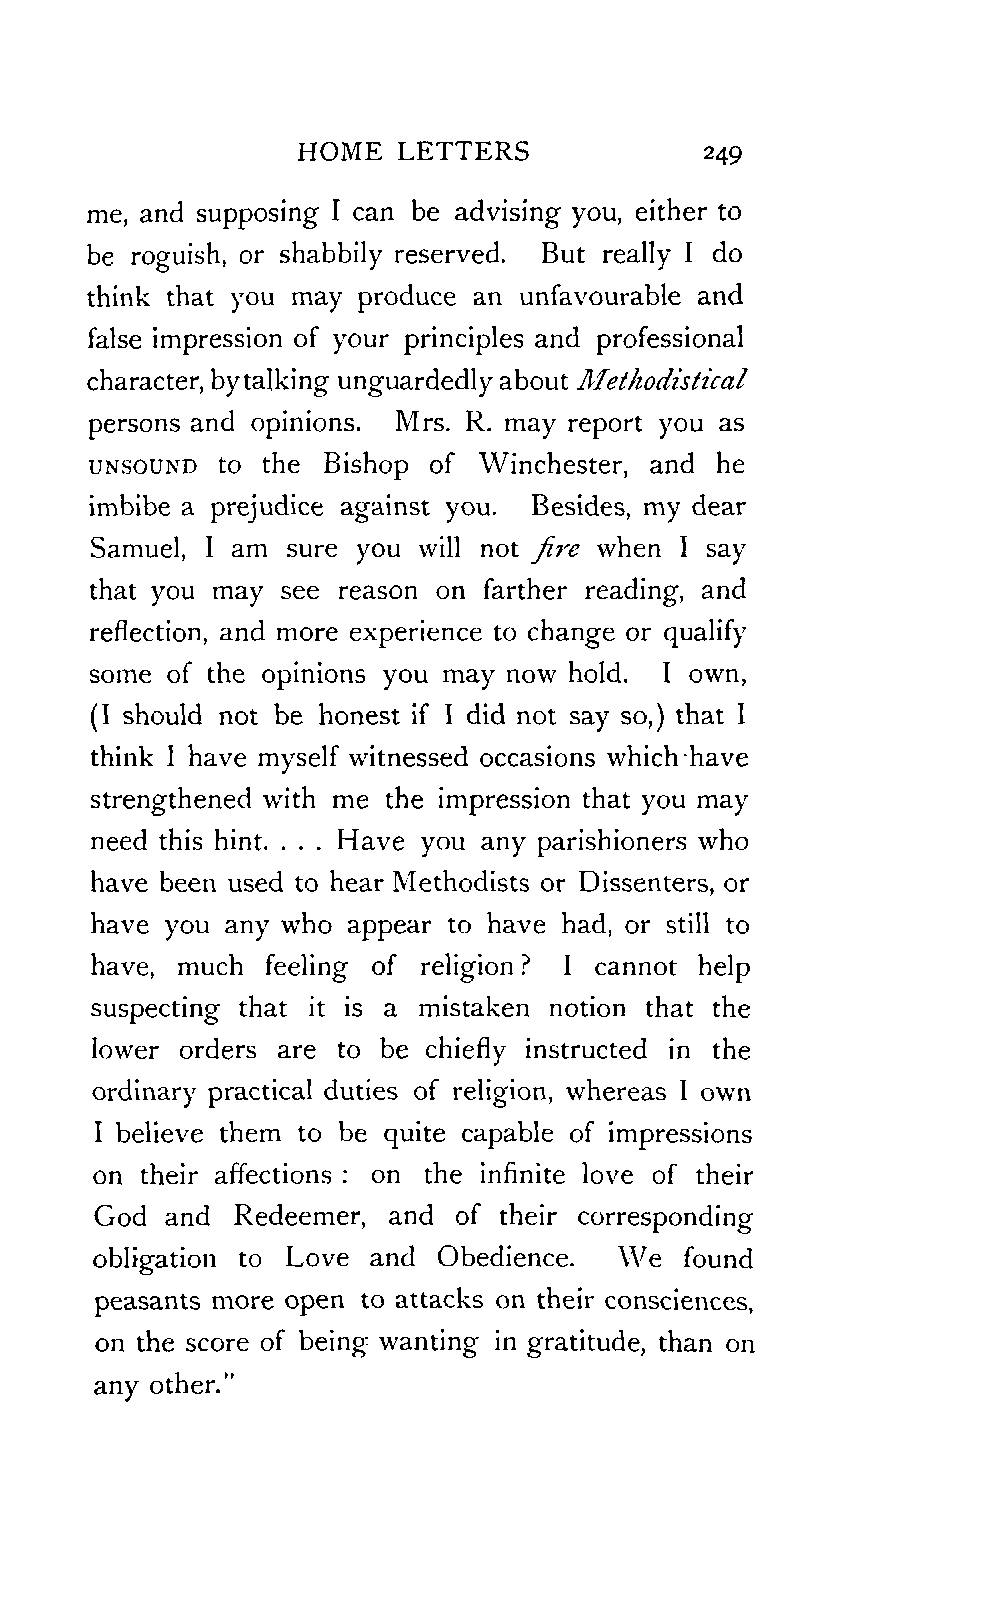 HOME LETTERS 249
me, and supposing I can be advising you, either to
be roguish, or shabbily reserved. But really I do
think that you may produce an unfavourable and
false impression of your principles and professional
character, by talking unguardedly about Methodistical
persons and opinions. Mrs. R. may report you as
UNSOUND to the Bishop of Winchester, and he
imbibe a prejudice against you. Besides, my dear
Samuel, I am sure you will not fire when I say
that you may see reason on farther reading, and
reflection, and more experience to change or qualify
some of the opinions you may now hold. I own,
(I should not be honest if I did not say so,) that I
think I have myself witnessed occasions which have
strengthened with me the impression that you may
need this hint. . . . Have you any parishioners who
have been used to hear Methodists or Dissenters, or
have you any who appear to have had, or still to
have, much feeling of religion? I cannot help
suspecting that it is a mistaken notion that the
lower orders are to be chiefly instructed in the
ordinary practical duties of religion, whereas I own
I believe them to be quite capable of impressions
on their affections: on the infinite love of their
God and Redeemer, and of their corresponding
obligation to Love and Obedience. We found
peasants more open to attacks on their consciences,
on the score of being wanting in gratitude, than on
any other."